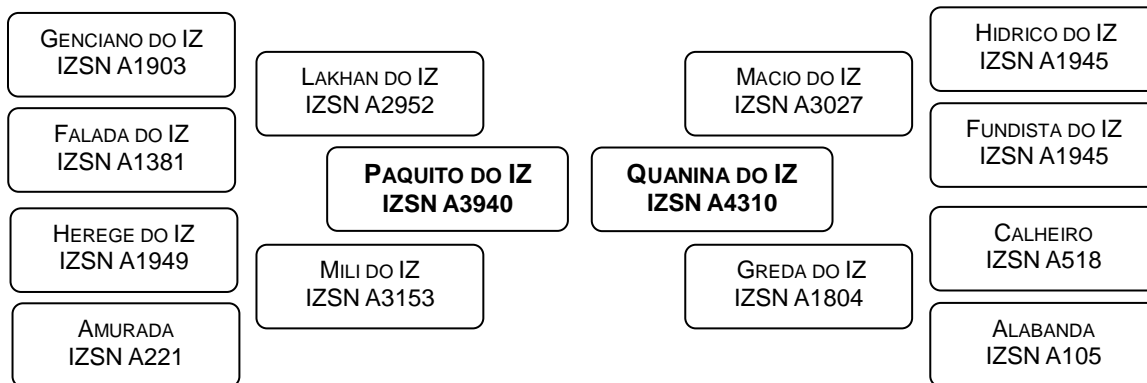 GENCIANO DO IZ
IZSN A1903
FALADA DO IZ
IZSN A1381
HEREGE DO IZ
IZSN A1949
AMURADA
IZSN A221
LAKHAN DO IZ
IZSN A2952
MILI DO IZ
IZSN A3153
PAQUITO DO IZ
IZSN A3940
QUANINA DO IZ
IZSN A4310
MACIO DO IZ
IZSN A3027
GREDA DO IZ
IZSN A1804
HIDRICO DO IZ
IZSN A1945
FUNDISTA DO IZ
IZSN A1945
CALHEIRO
IZSN A518
ALABANDA
IZSN A105